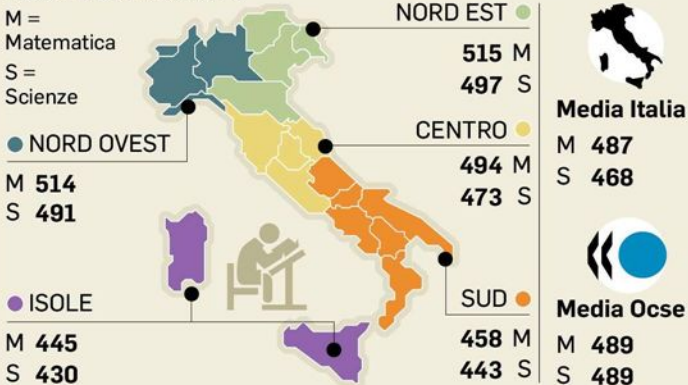 M =
Matematica
S =
Scienze
NORD EST
515 M
497 S
NORD OVEST
M 514
S 491
CENTRO
494 M
473 S
ISOLE
M 445
S 430
SUD
458 M
443 S
Media Italia
M 487
S 468
Media Ocse
M 489
S 489